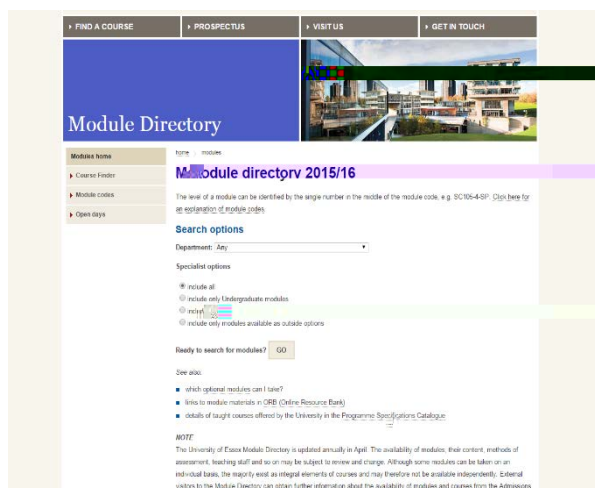 FIND A COURSE
PROSPECTUS
VISIT US
GET IN TOUCH
Module Directory
Modules home
Course Finder
Module codes
Open days
home modules
directory 2015/16
The level of a module can be identified by the single number in the middle of the module code, e.g. SC105-4-SP. Click here for
an explanation of module codes.
Search options
Department: Any
Specialist options
include all
include only Undergraduate modules
include only modules available as outside options
Ready to search for modules? GO
See also:
which optional modules can I take?
links to module materials in ORB (Online Resource Bank)
details of taught courses offered by the University in the Programme Specifications Catalogue
NOTE
The University of Essex Module Directory is updated annually in April. The availability of modules, their content, methods of
assessment, teaching staff and so on may be subject to review and change. Although some modules can be taken on an
individual basis, the majority exist as integral elements of courses and may therefore not be available independently. External
visitors to the Module Directory can obtain further information about the availability of modules and courses from the Admissions